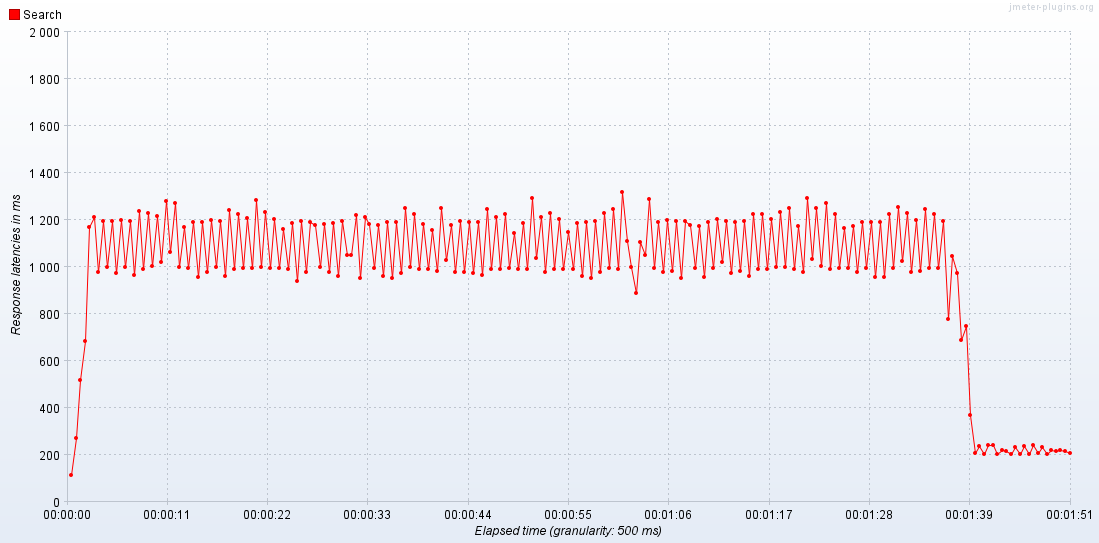 jmeter-plugins.org
Search
2 000
1 800
1 600
1 400
1 200
1 000
800
600
400
200
0
Response latencies in ms
00:00:00 00:00:11 00:00:22 00:00:33 00:00:44 00:00:55 00:01:06 00:01:17 00:01:28 00:01:39 00:01:51
Elapsed time (granularity: 500 ms)